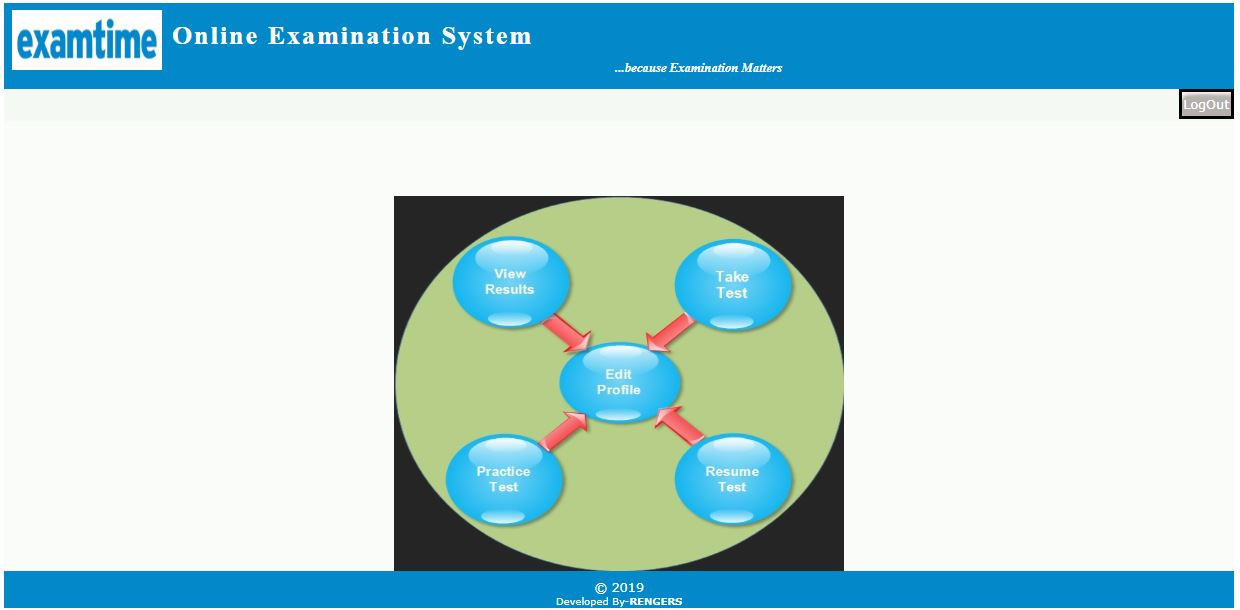 examtime
Online Examination System
...because Examination Matters
LogOut
View
Results
Take
Test
Edit
Profile
Practice
Test
Resume
Test
© 2019
Developed By-RENGERS